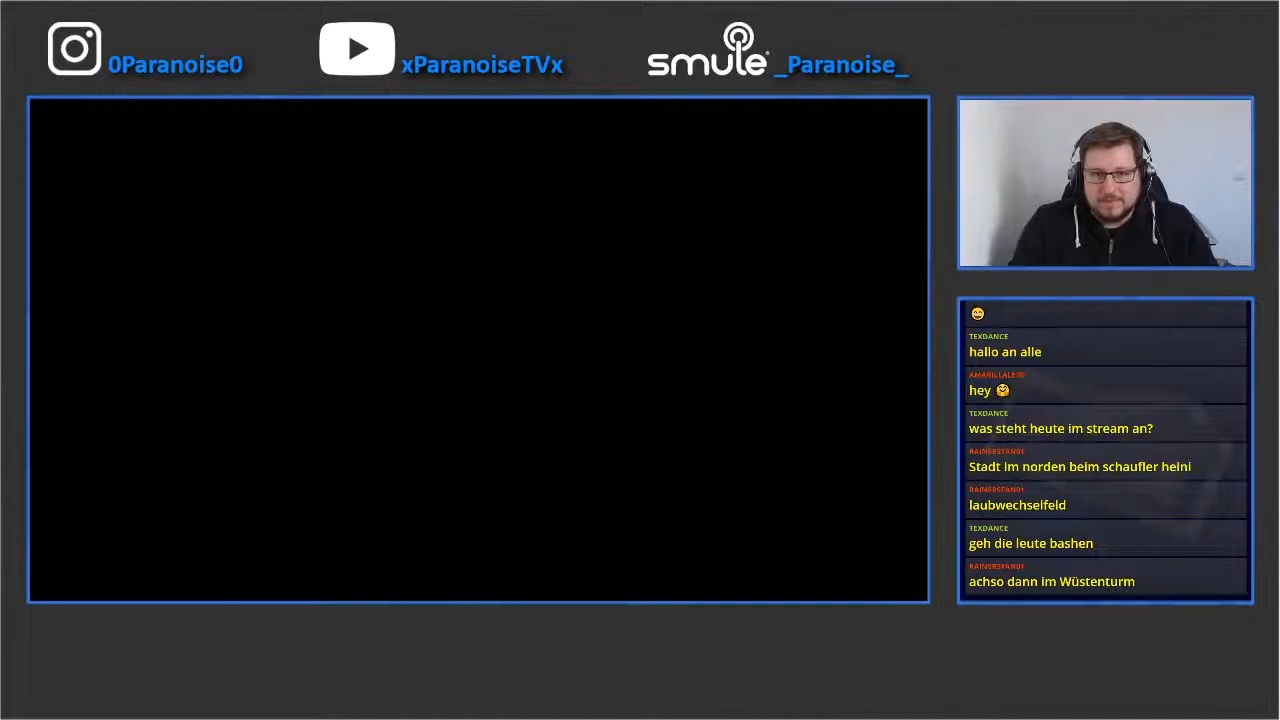 0Paranoise0
xParanoiseTVx
smule
_Paranoise_
TEXDANCE
hallo an alle
hey
TEXDANCE
was steht heute im stream an?
Stadt im norden beim schaufler heini
laubwechselfeld
TEXDANCE
geh die leute bashen
achso dann im Wüstenturm